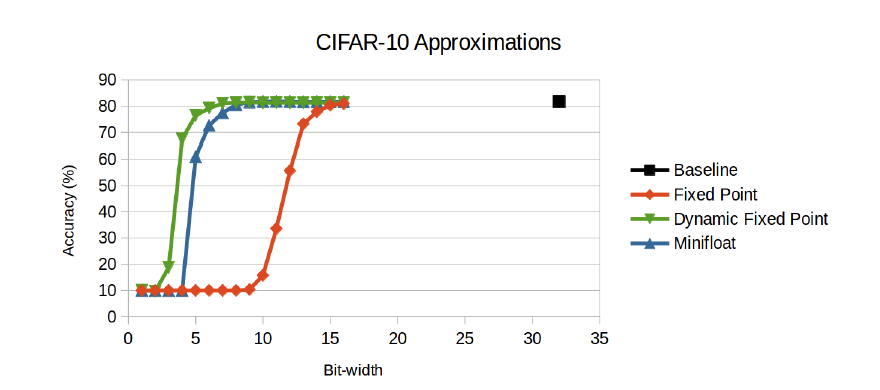 CIFAR-10 Approximations
90
80
70
60
50
40
30
20
10
0
Accuracy (%)
0 5 10 15 20 25 30 35
Bit-width
Baseline
Fixed Point
Dynamic Fixed Point
Minifloat